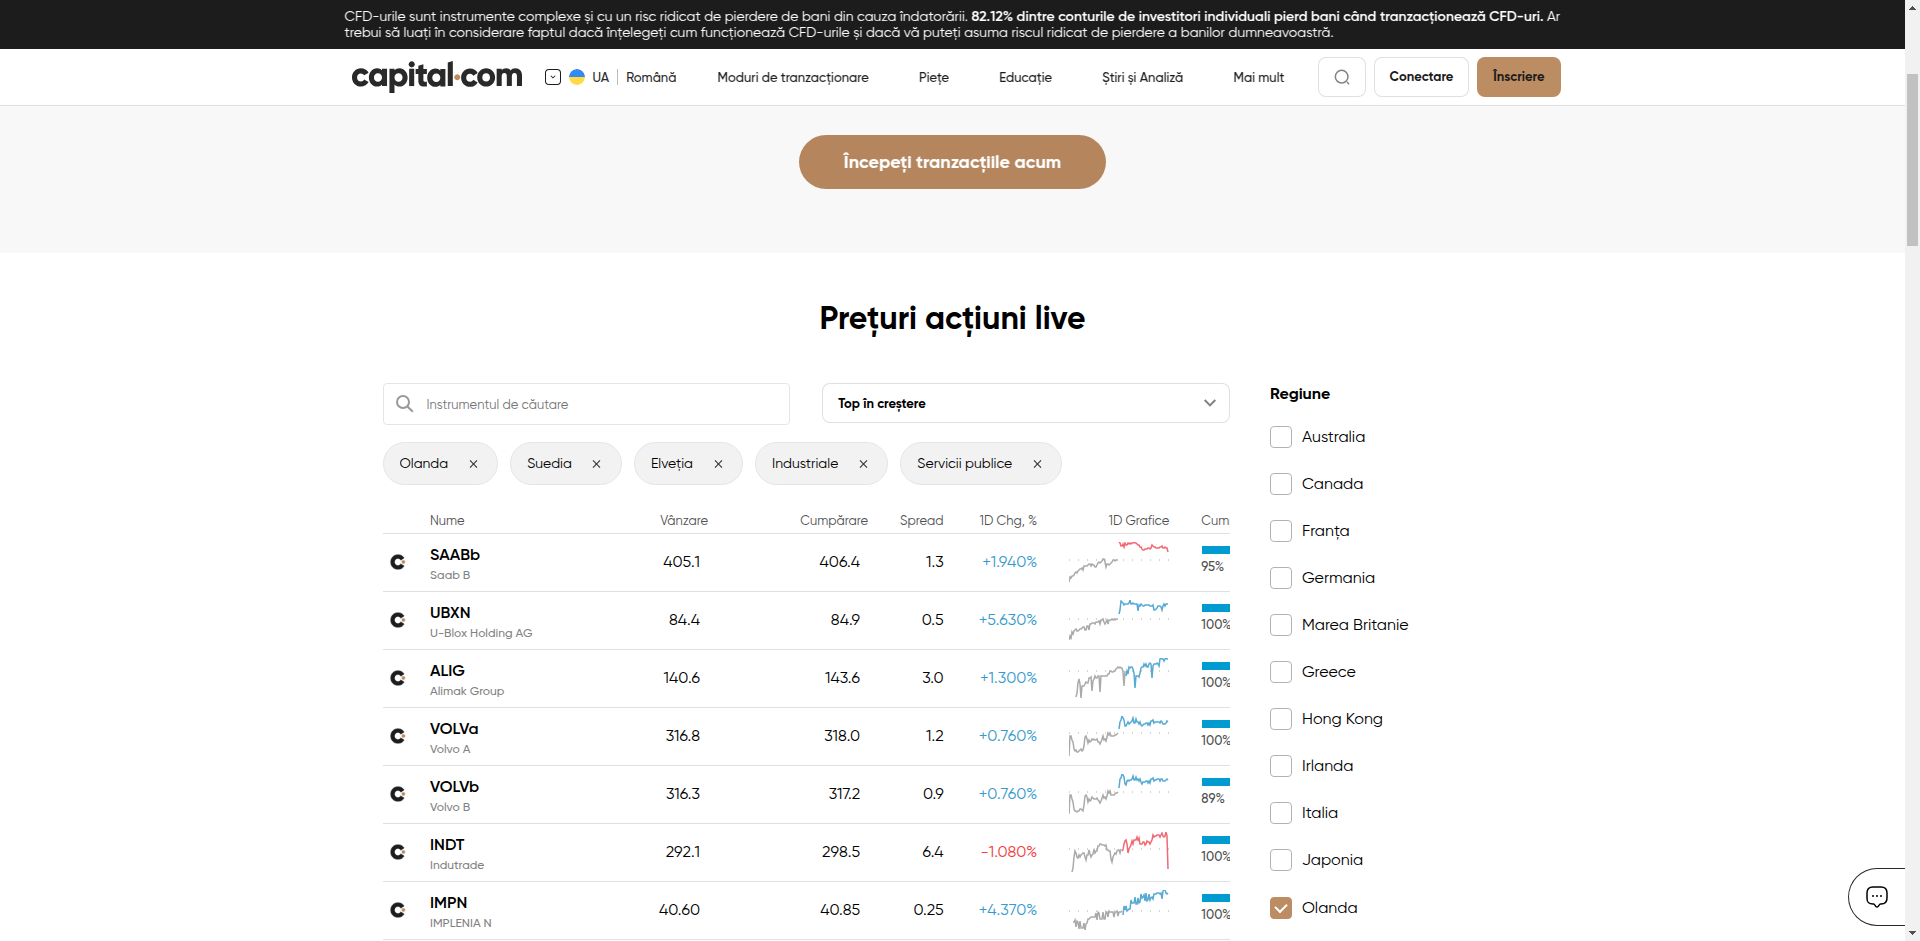 CFD-urile sunt instrumente complexe și cu un risc ridicat de pierdere de bani din cauza îndatorării. 82.12% dintre conturile de investitori individuali pierd bani când tranzacționează CFD-uri. Ar
trebui să luați în considerare faptul dacă înțelegeți cum funcționează CFD-urile și dacă vă puteți asuma riscul ridicat de pierdere a banilor dumneavoastră.
capital.com UA Română Moduri de tranzacționare Piețe Educație Știri și Analiză Mai mult Conectare Înscriere
Începeți tranzacțiile acum
Prețuri acțiuni live
Instrumentul de căutare
Top în creștere
Olanda Suedia Elveția Industriale Servicii publice
Nume Vânzare Cumpărare Spread 1D Chg, % 1D Grafice Cum
SAABb 405.1 406.4 1.3 +1.940% 95%
Saab B
UBXN 84.4 84.9 0.5 +5.630% 100%
U-Blox Holding AG
ALIG 140.6 143.6 3.0 +1.300% 100%
Alimak Group
VOLVa 316.8 318.0 1.2 +0.760% 100%
Volvo A
VOLVb 316.3 317.2 0.9 +0.760% 89%
Volvo B
INDT 292.1 298.5 6.4 -1.080% 100%
Indutrade
IMPN 40.60 40.85 0.25 +4.370% 100%
IMPLENIA N
Regiune
Australia
Canada
Franța
Germania
Marea Britanie
Greece
Hong Kong
Irlanda
Italia
Japonia
Olanda